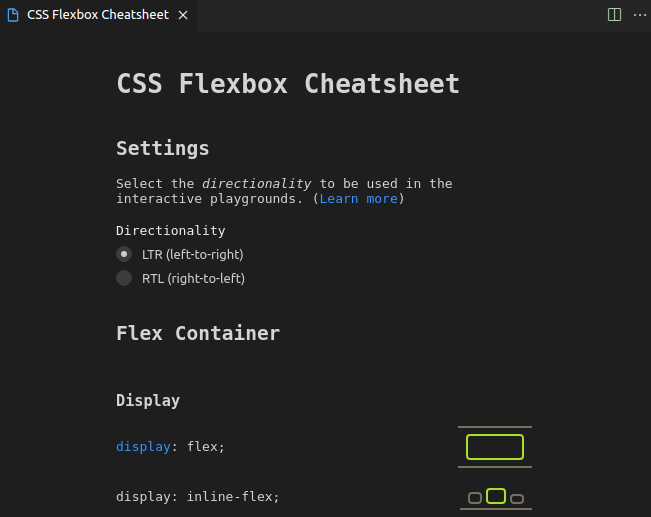 CSS Flexbox Cheatsheet
CSS Flexbox Cheatsheet
Settings
Select the directionality to be used in the
interactive playgrounds. (Learn more)
Directionality
LTR (left-to-right)
RTL (right-to-left)
Flex Container
Display
display: flex;
display: inline-flex;